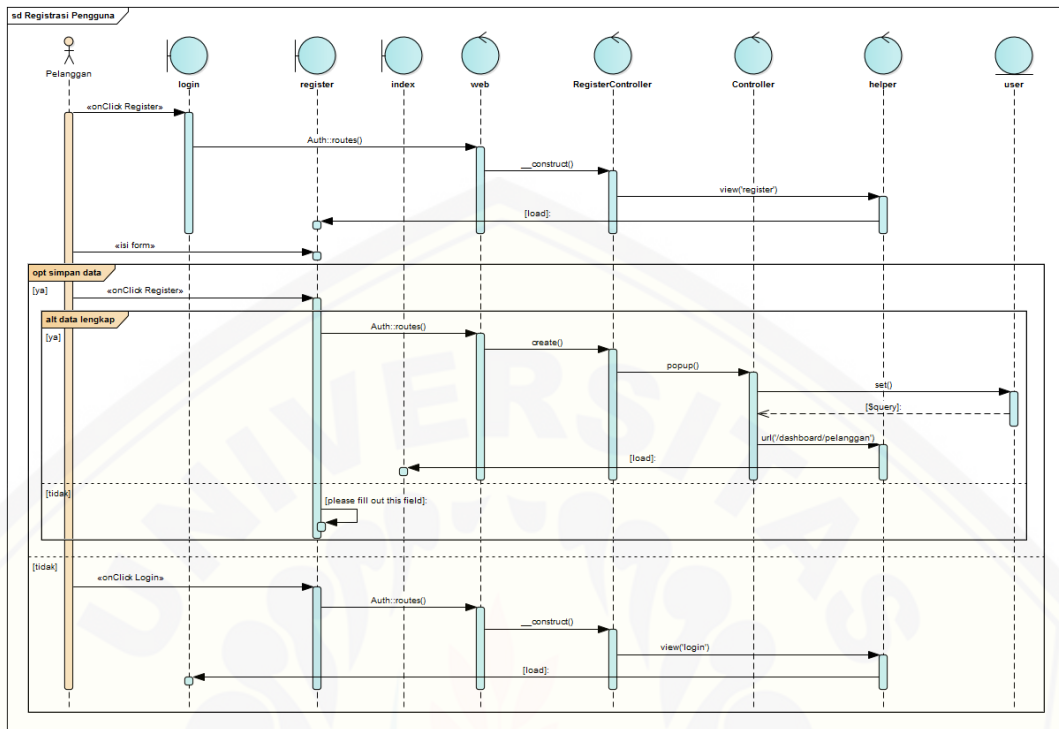 sd Registrasi Pengguna
Pelanggan
login
register
index
web
RegisterController
Controller
helper
user
«onClick Register»
Auth::routes()
__construct()
view('register')
[load]:
«isi form»
opt simpan data
[ya]
«onClick Register»
alt data lengkap
[ya]
Auth::routes()
create()
popup()
set()
[$query]:
url('/dashboard/pelanggan')
[load]:
[tidak]
[please fill out this field]:
[tidak]
«onClick Login»
Auth::routes()
__construct()
view('login')
[load]:
UNIVERSITAS